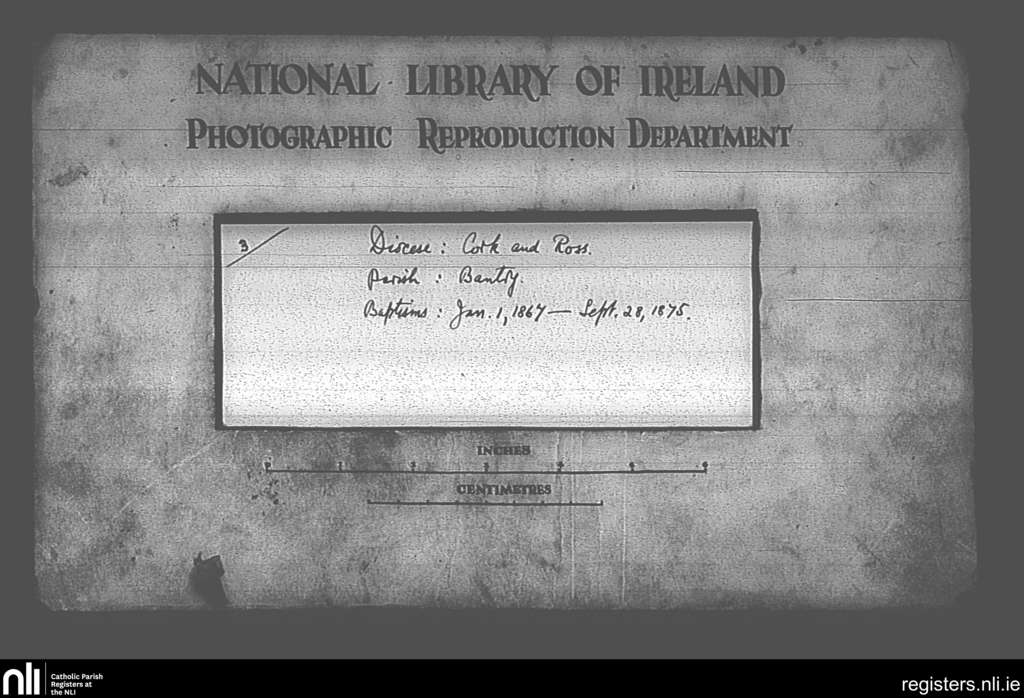 NATIONAL LIBRARY OF IRELAND
PHOTOGRAPHIC REPRODUCTION DEPARTMENT
3/
Diocese : Cork and Ross.
Parish : Bantry.
Baptisms : Jan. 1, 1867 — Sept. 28, 1875.
INCHES
CENTIMETRES
nli
Catholic Parish
Registers at
the NLI
registers.nli.ie